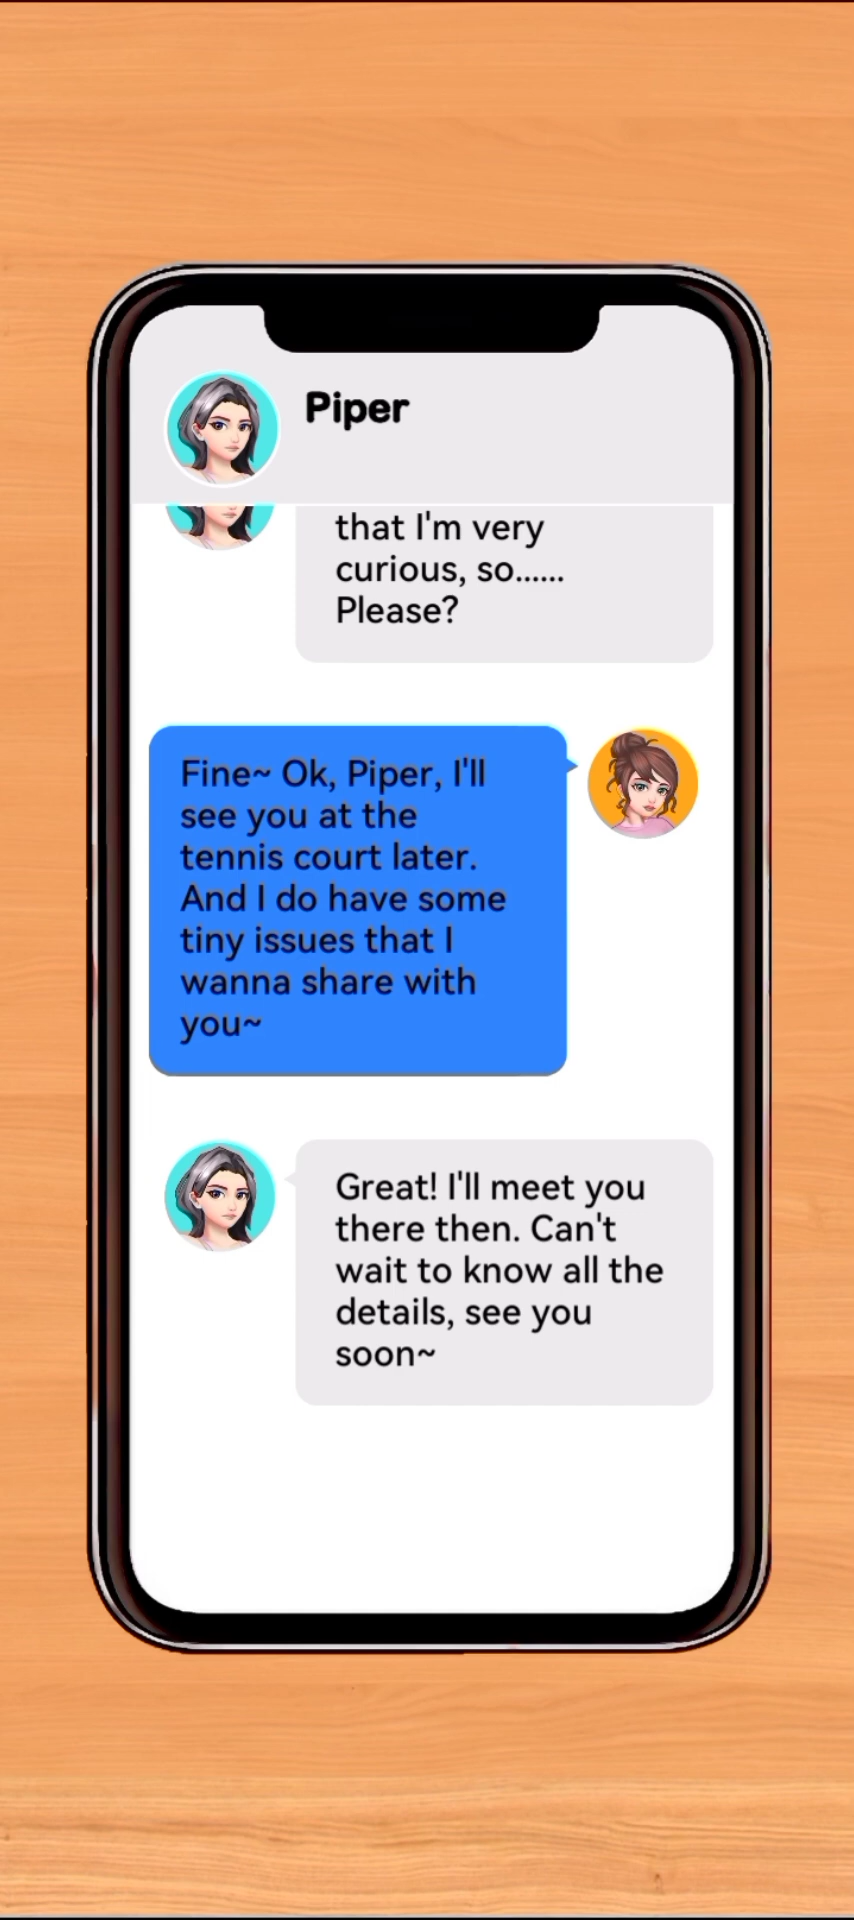 Piper
that I'm very
curious, so......
Please?
Fine~ Ok, Piper, I'll
see you at the
tennis court later.
And I do have some
tiny issues that I
wanna share with
you~
Great! I'll meet you
there then. Can't
wait to know all the
details, see you
soon~